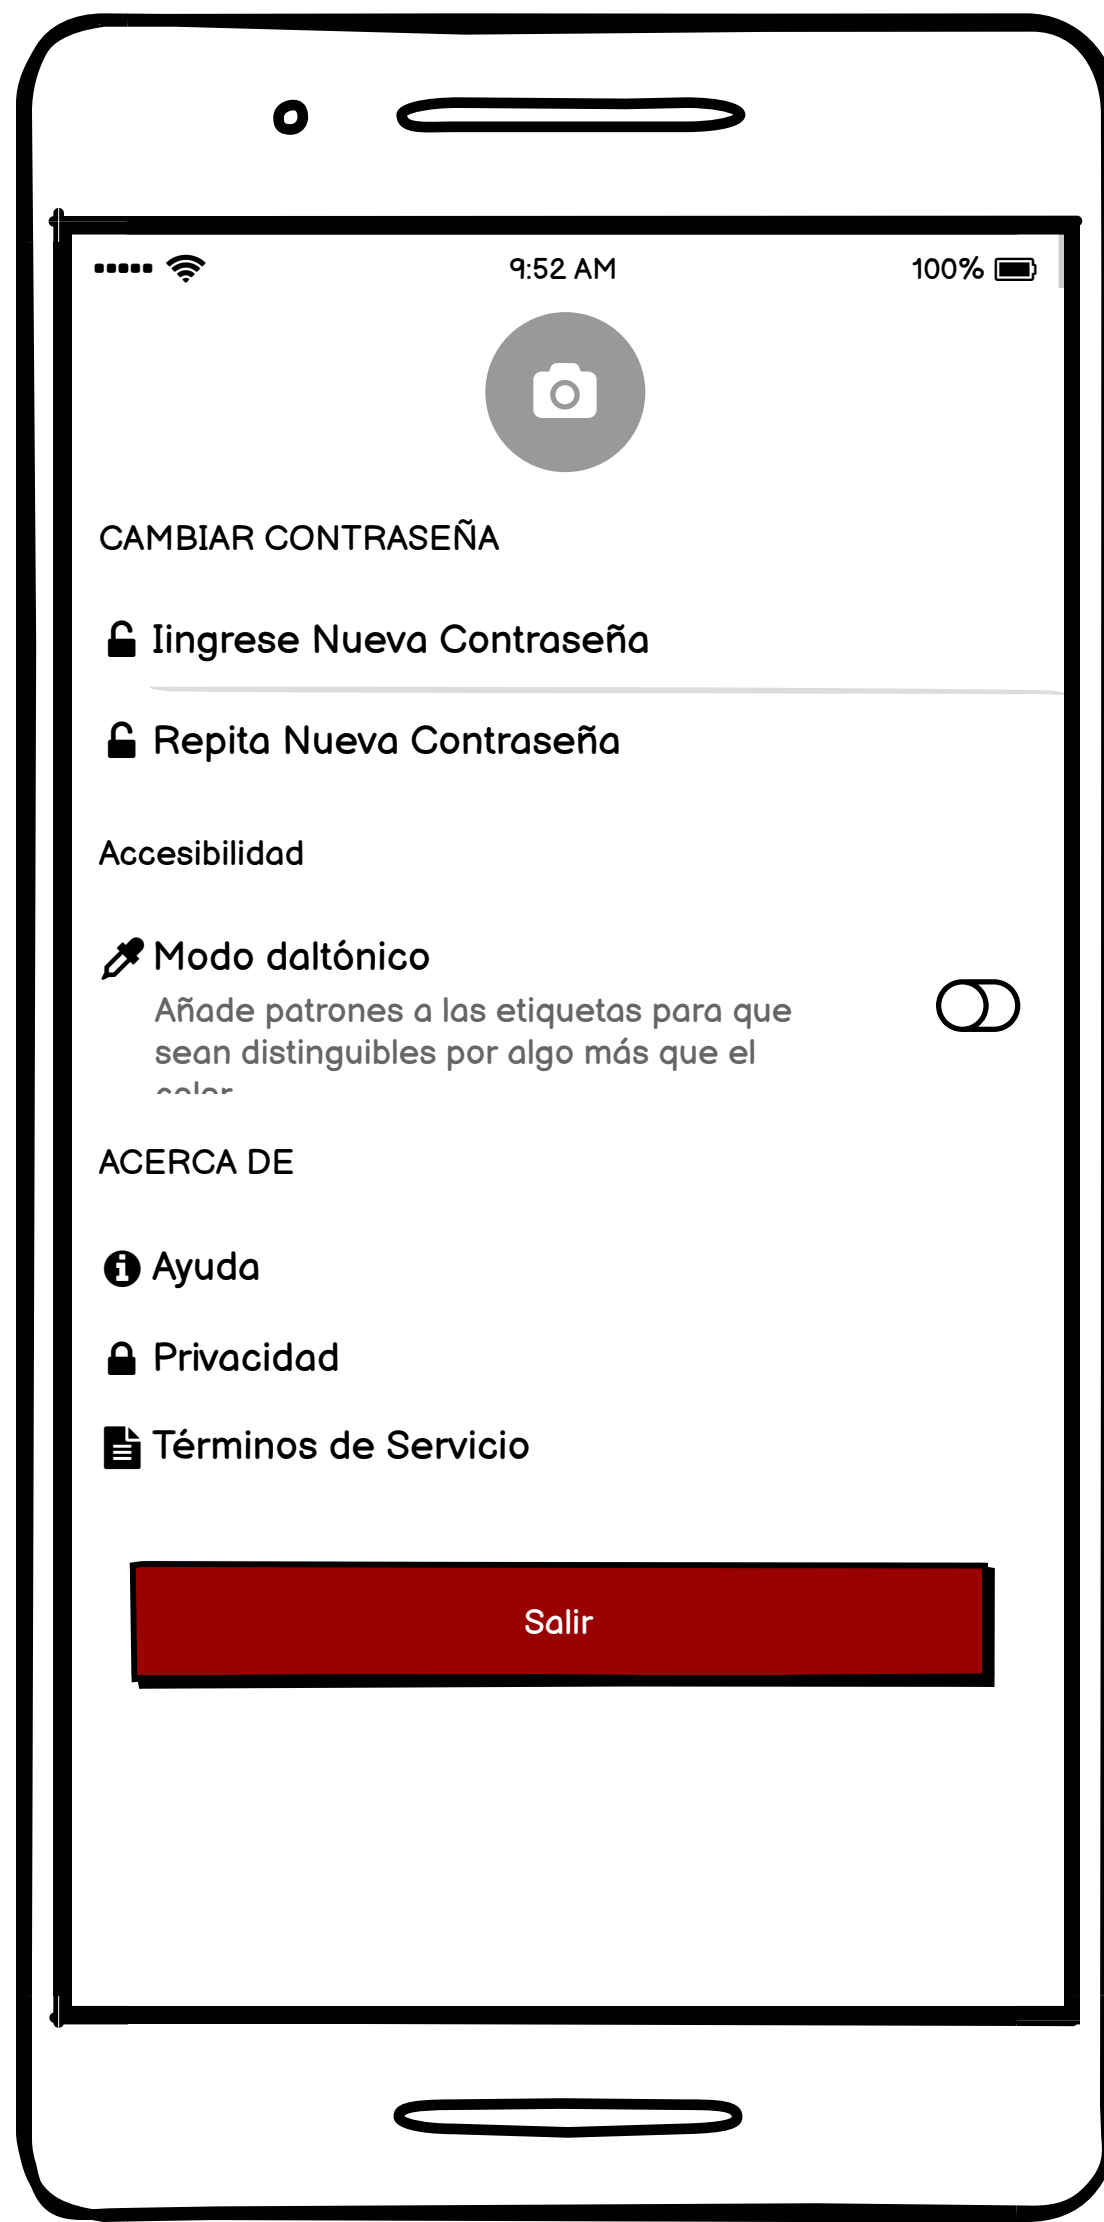 9:52 AM
100%
CAMBIAR CONTRASEÑA
Iingrese Nueva Contraseña
Repita Nueva Contraseña
Accesibilidad
Modo daltónico
Añade patrones a las etiquetas para que
sean distinguibles por algo más que el
color
ACERCA DE
Ayuda
Privacidad
Términos de Servicio
Salir